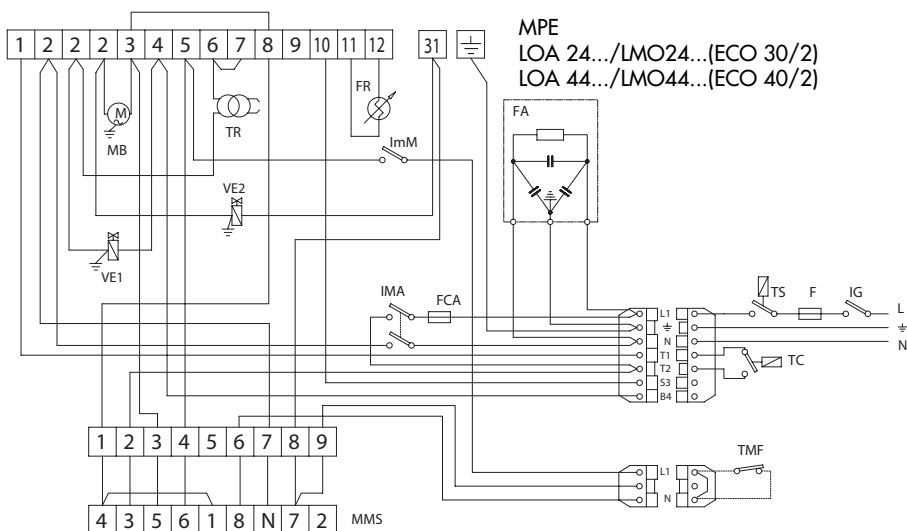 MPE
LOA 24.../LMO24...(ECO 30/2)
LOA 44.../LMO44...(ECO 40/2)
1 2 2 2 3 4 5 6 7 8 9 10 11 12 31
FA
FR
M
MB
TR
ImM
VE2
VE1
IMA
FCA
L1
N
T1
T2
S3
B4
TS
F
IG
L
N
TC
1 2 3 4 5 6 7 8 9
4 3 5 6 1 8 N 7 2
MMS
L1
N
TMF